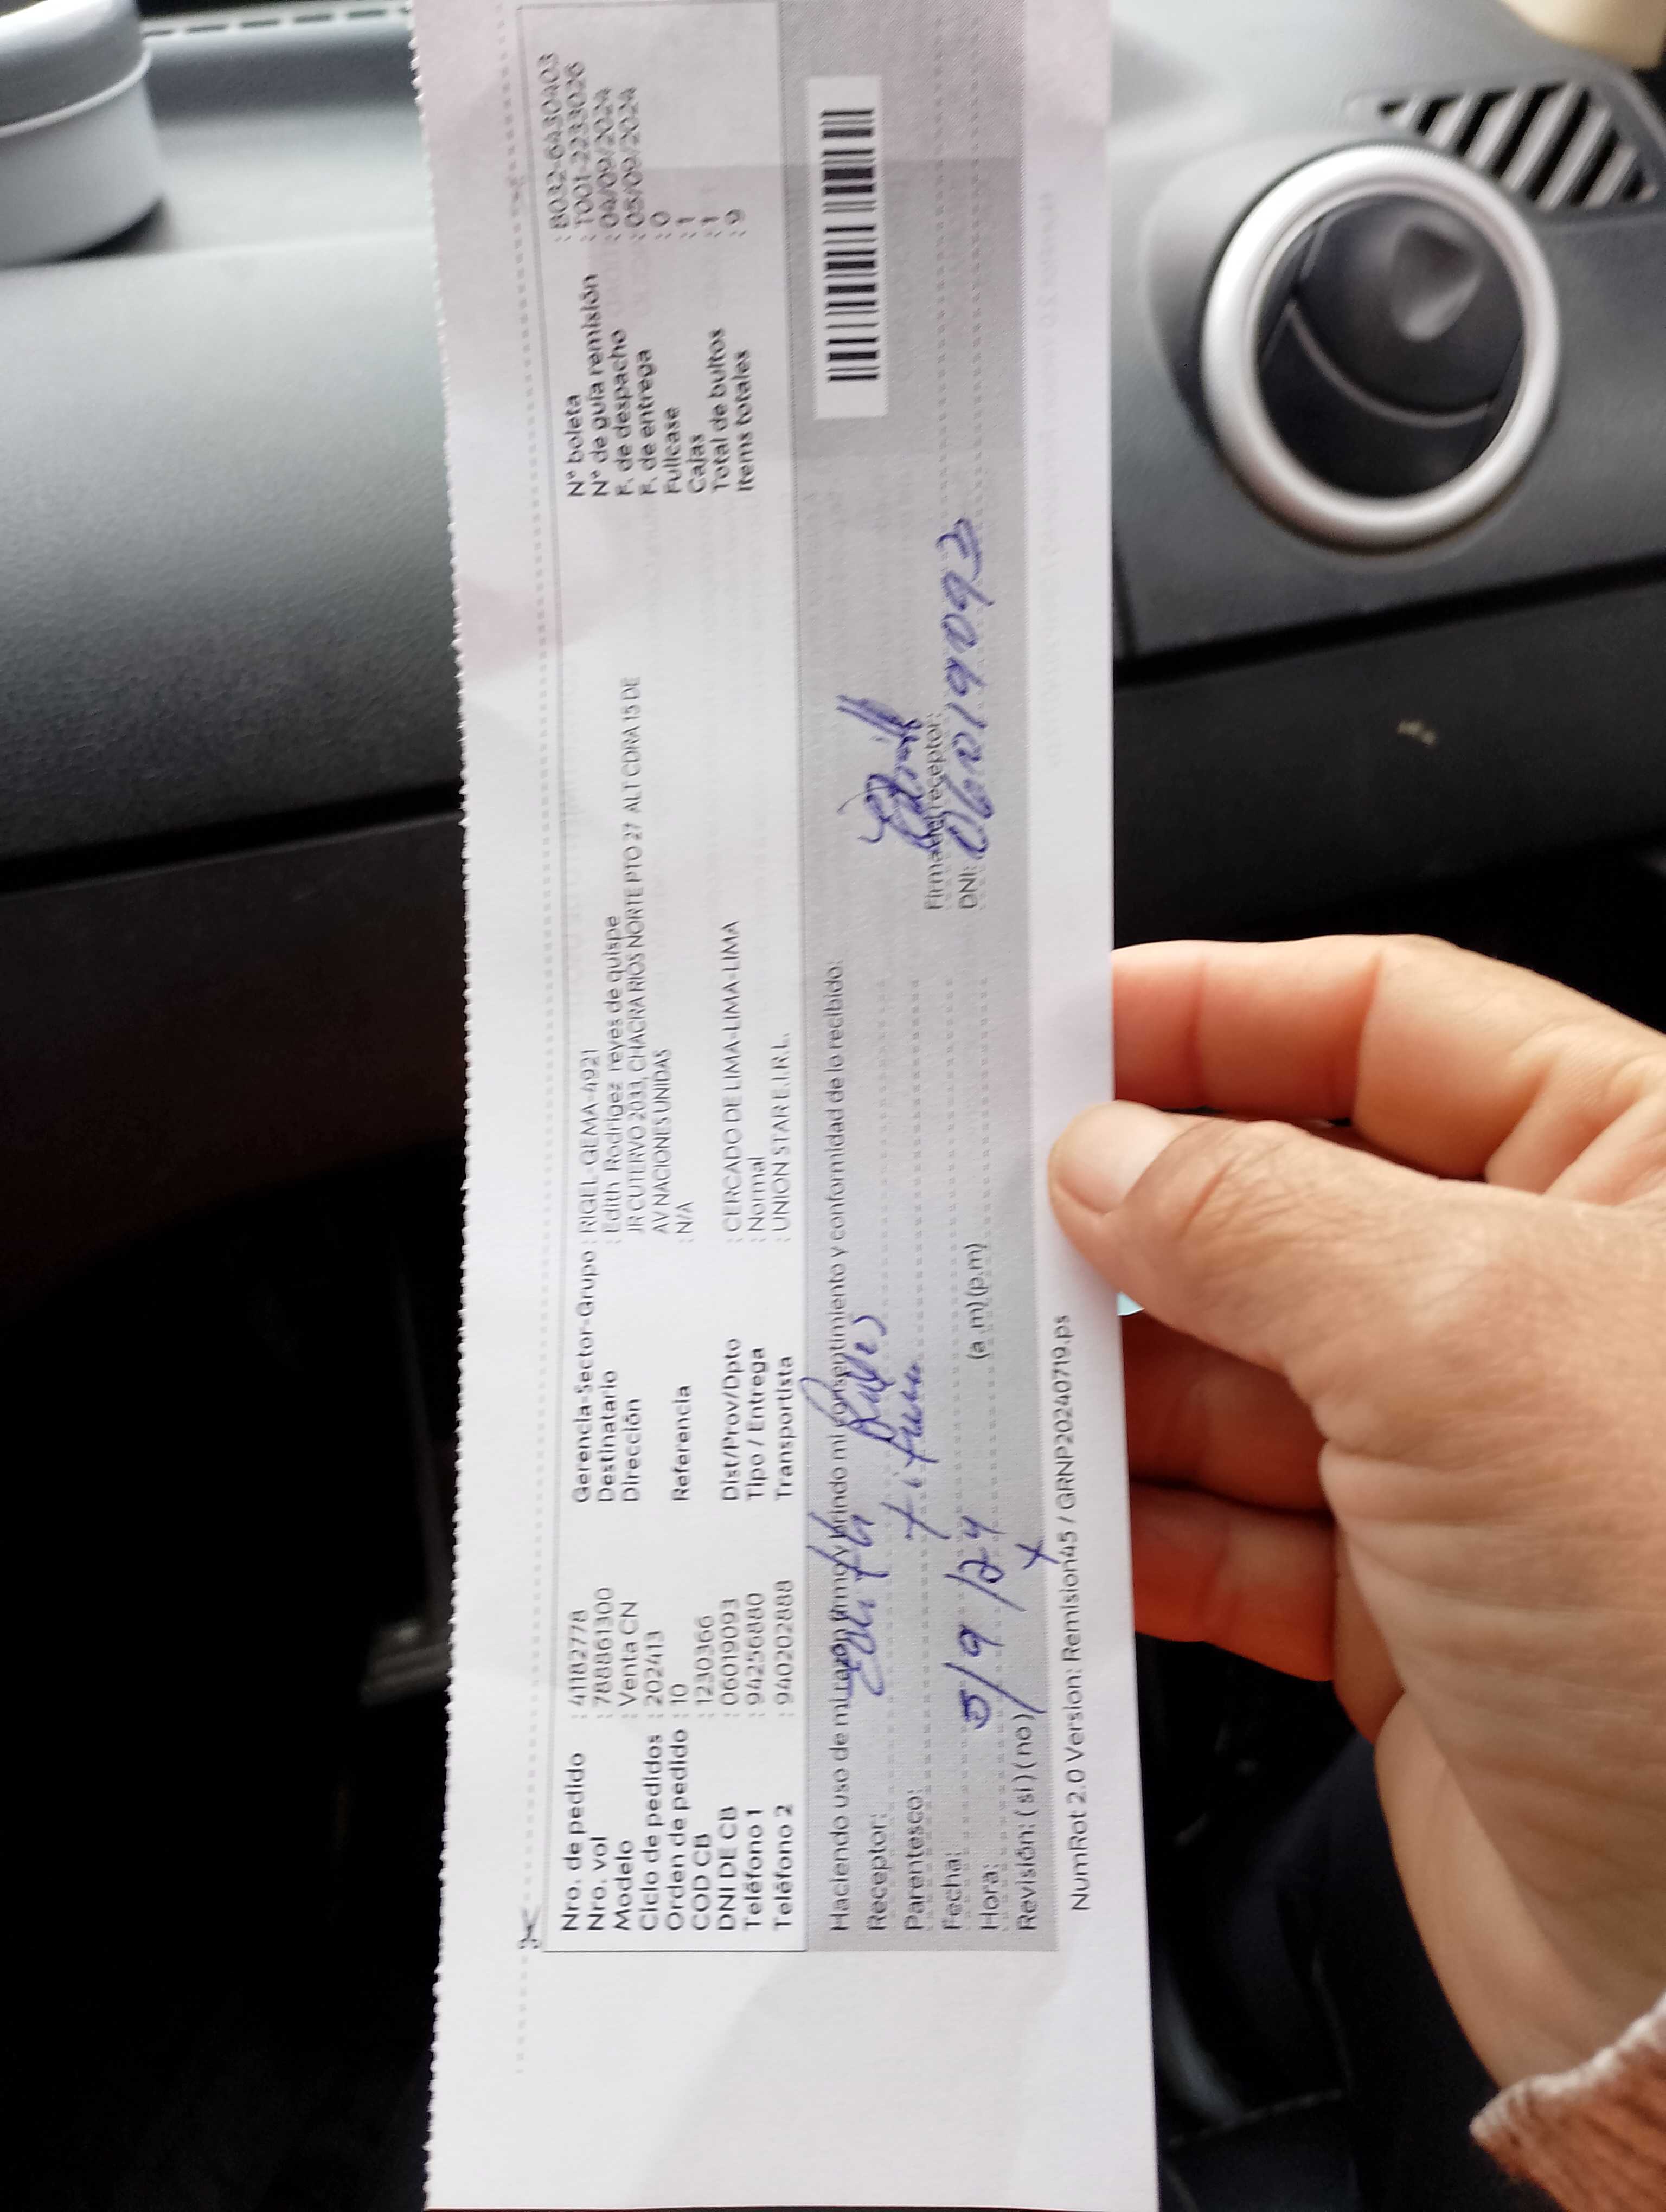 Nro. de pedido : 41182778
Nro. vol : 788861300
Modelo : Venta CN
Ciclo de pedidos : 202413
Orden de pedido : 10
COD CB : 1230366
DNI DE CB : 06019093
Teléfono 1 : 94256880
Teléfono 2 : 940202888
Gerencia-Sector-Grupo : RIGEL-GEMA-4921
Destinatario : Edith Rodrigez reyes de quispe
Dirección : JR CUTERVO 2033, CHACRA RIOS NORTE PTO 27 ALT CDRA 15 DE
AV NACIONES UNIDAS
Referencia : N/A
Dist/Prov/Dpto : CERCADO DE LIMA-LIMA-LIMA
Tipo / Entrega : Normal
Transportista : UNION STAR E.I.R.L.
N° boleta : B032-6430403
N° de guía remisión : T001-2233026
F. de despacho : 04/09/2024
F. de entrega : 05/09/2024
Fullcase : 0
Cajas : 1
Total de bultos : 1
Items totales : 9
Haciendo uso de mi razón firmo y brindo mi consentimiento y conformidad de lo recibido:
Receptor: Edith
Parentesco:
Fecha: 5/9/24
Hora: (a.m) (p.m)
Revisión: ( si ) ( no ) x
Firma del receptor:
DNI: 06019093
NumRot 2.0 Version: Remision45 / GRNP20240719.ps